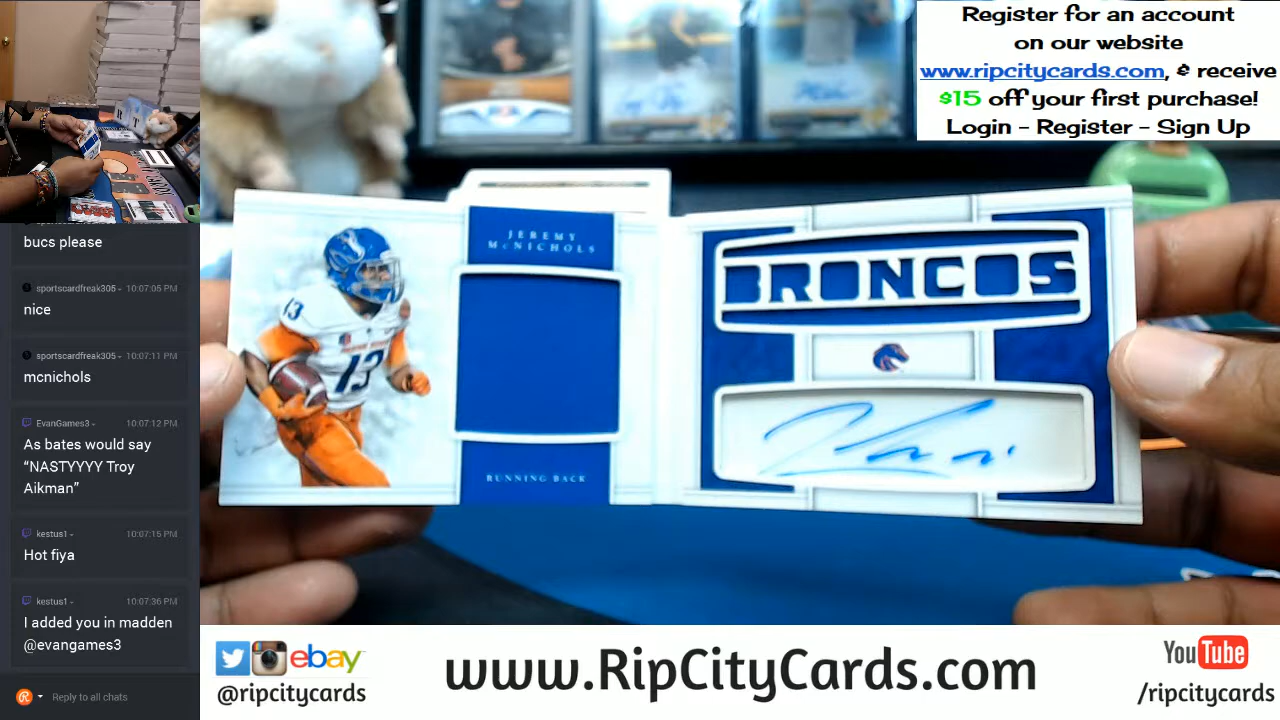 bucs please
sportscardfreak305 10:07:05 PM
nice
sportscardfreak305 10:07:11 PM
mcnichols
EvanGames3 10:07:12 PM
As bates would say
“NASTYYYY Troy
Aikman”
kestus1 10:07:15 PM
Hot fiya
kestus1 10:07:36 PM
I added you in madden
@evangames3
Reply to all chats
Register for an account
on our website
www.ripcitycards.com, & receive
$15 off your first purchase!
Login - Register - Sign Up
13
13
JEREMY
McNICHOLS
RUNNING BACK
BRONCOS
ebay
@ripcitycards
www.RipCityCards.com
YouTube
/ripcitycards